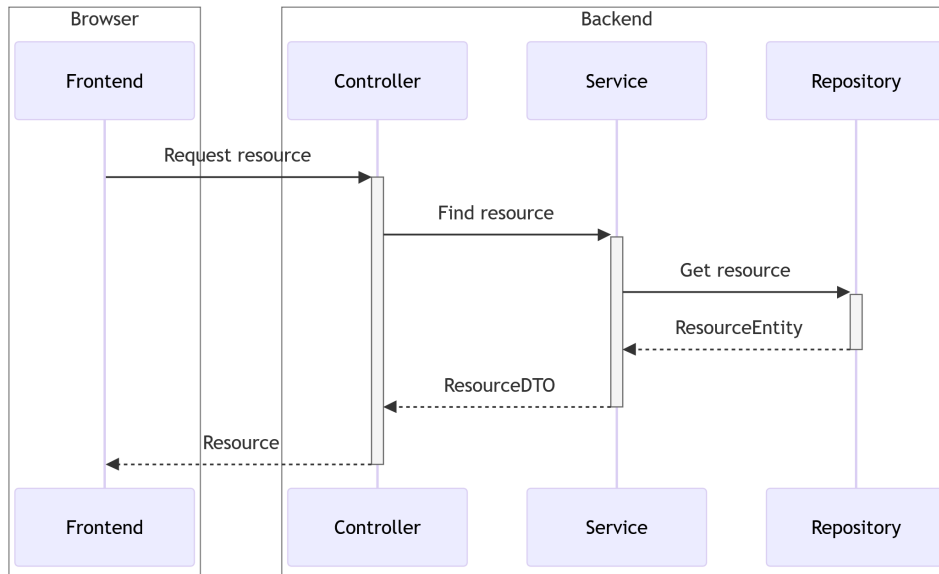 Browser
Backend
Frontend
Controller
Service
Repository
Request resource
Find resource
Get resource
ResourceEntity
ResourceDTO
Resource
Frontend
Controller
Service
Repository